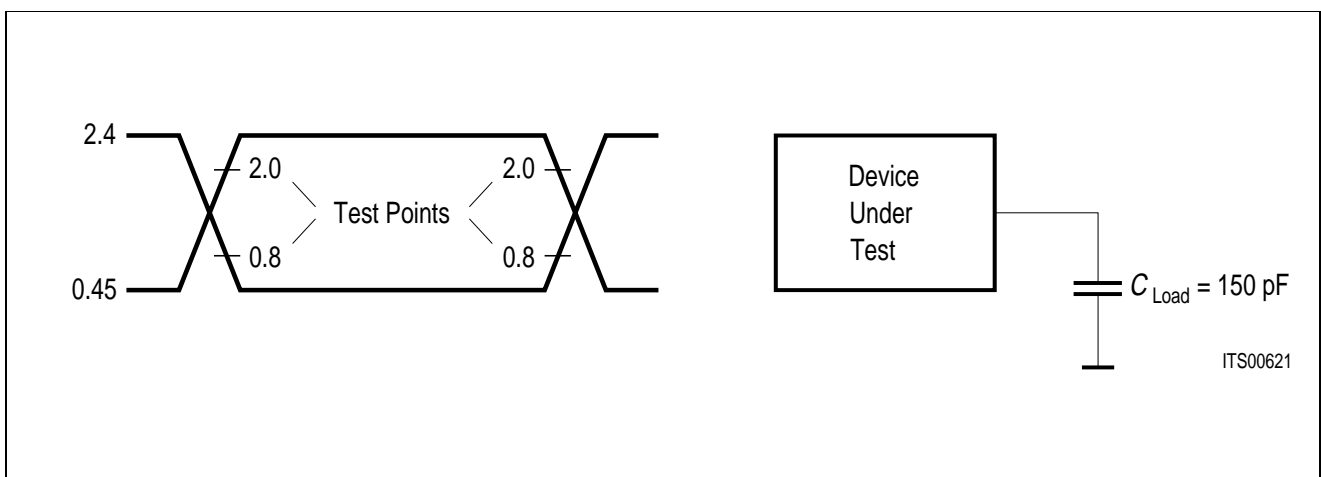 2.4
2.0
2.0
Test Points
0.8
0.8
0.45
Device
Under
Test
C Load = 150 pF
ITS00621